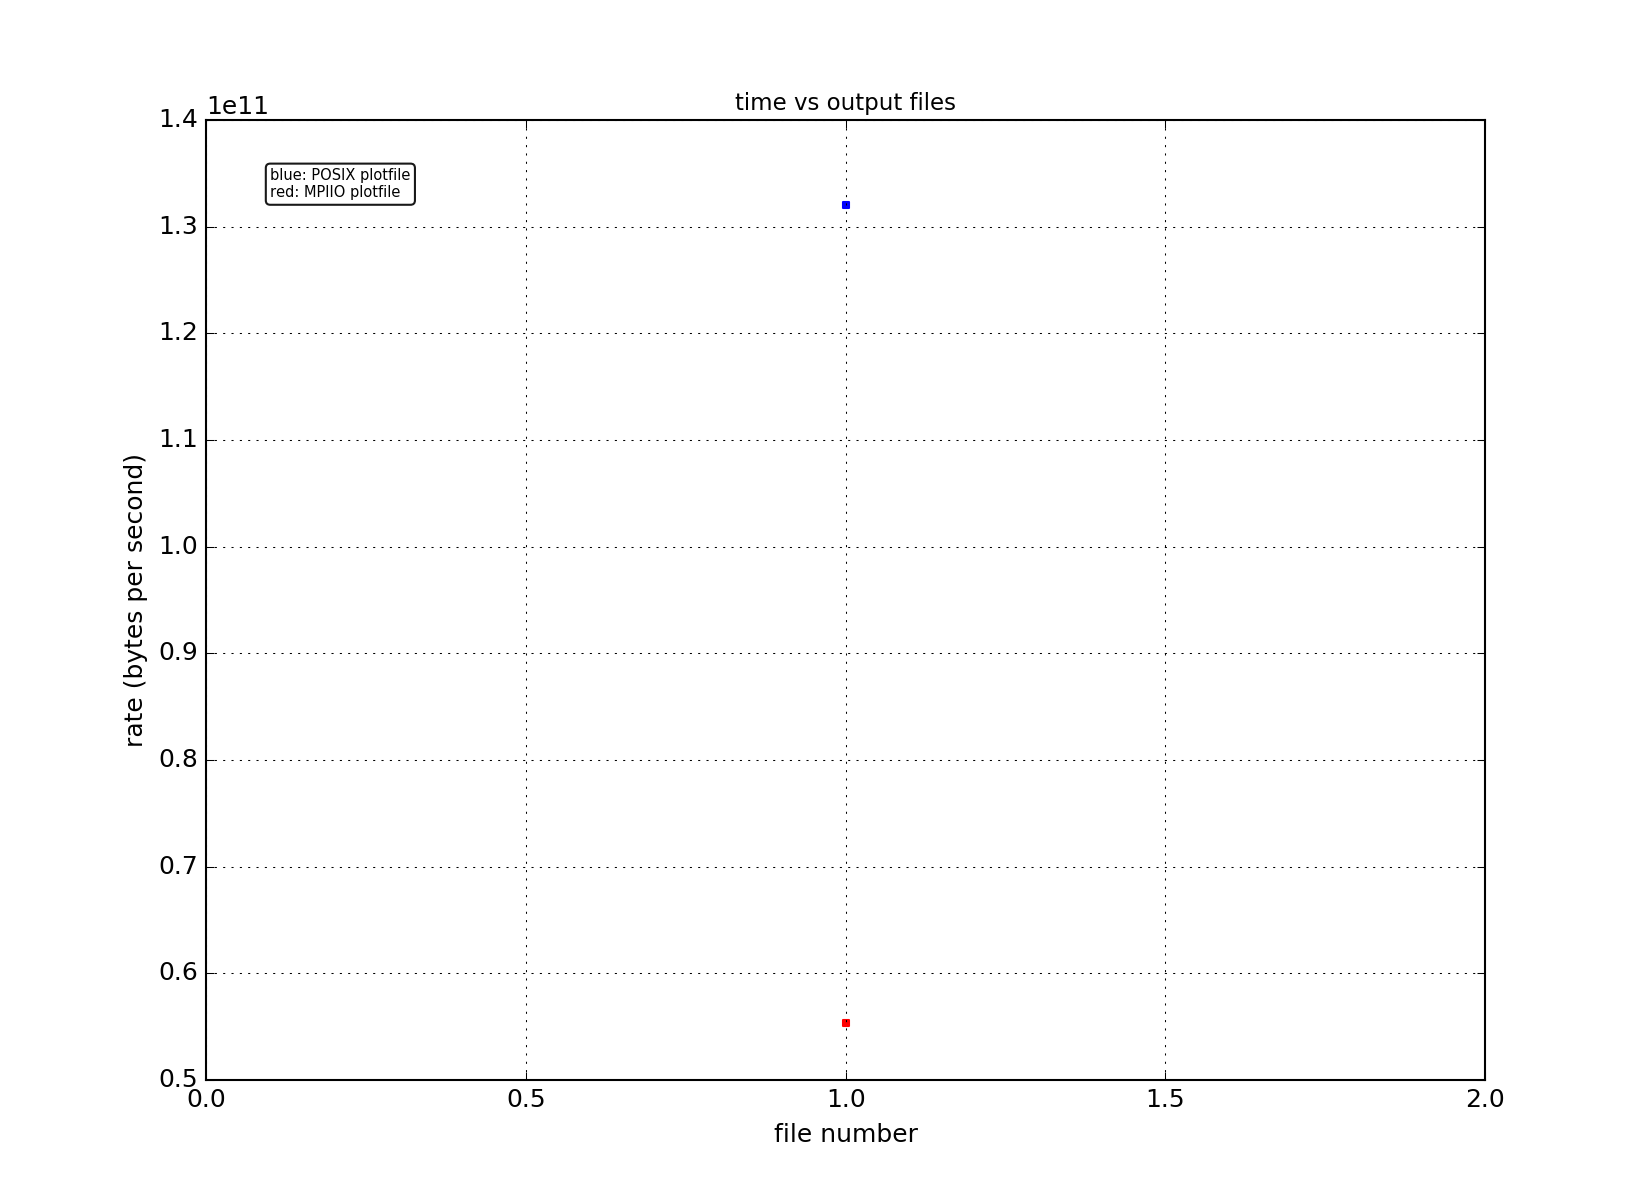 time vs output files
1e11
1.4
blue: POSIX plotfile
red: MPIIO plotfile
1.3
1.2
1.1
1.0
0.9
0.8
0.7
0.6
0.5
rate (bytes per second)
0.0 0.5 1.0 1.5 2.0
file number